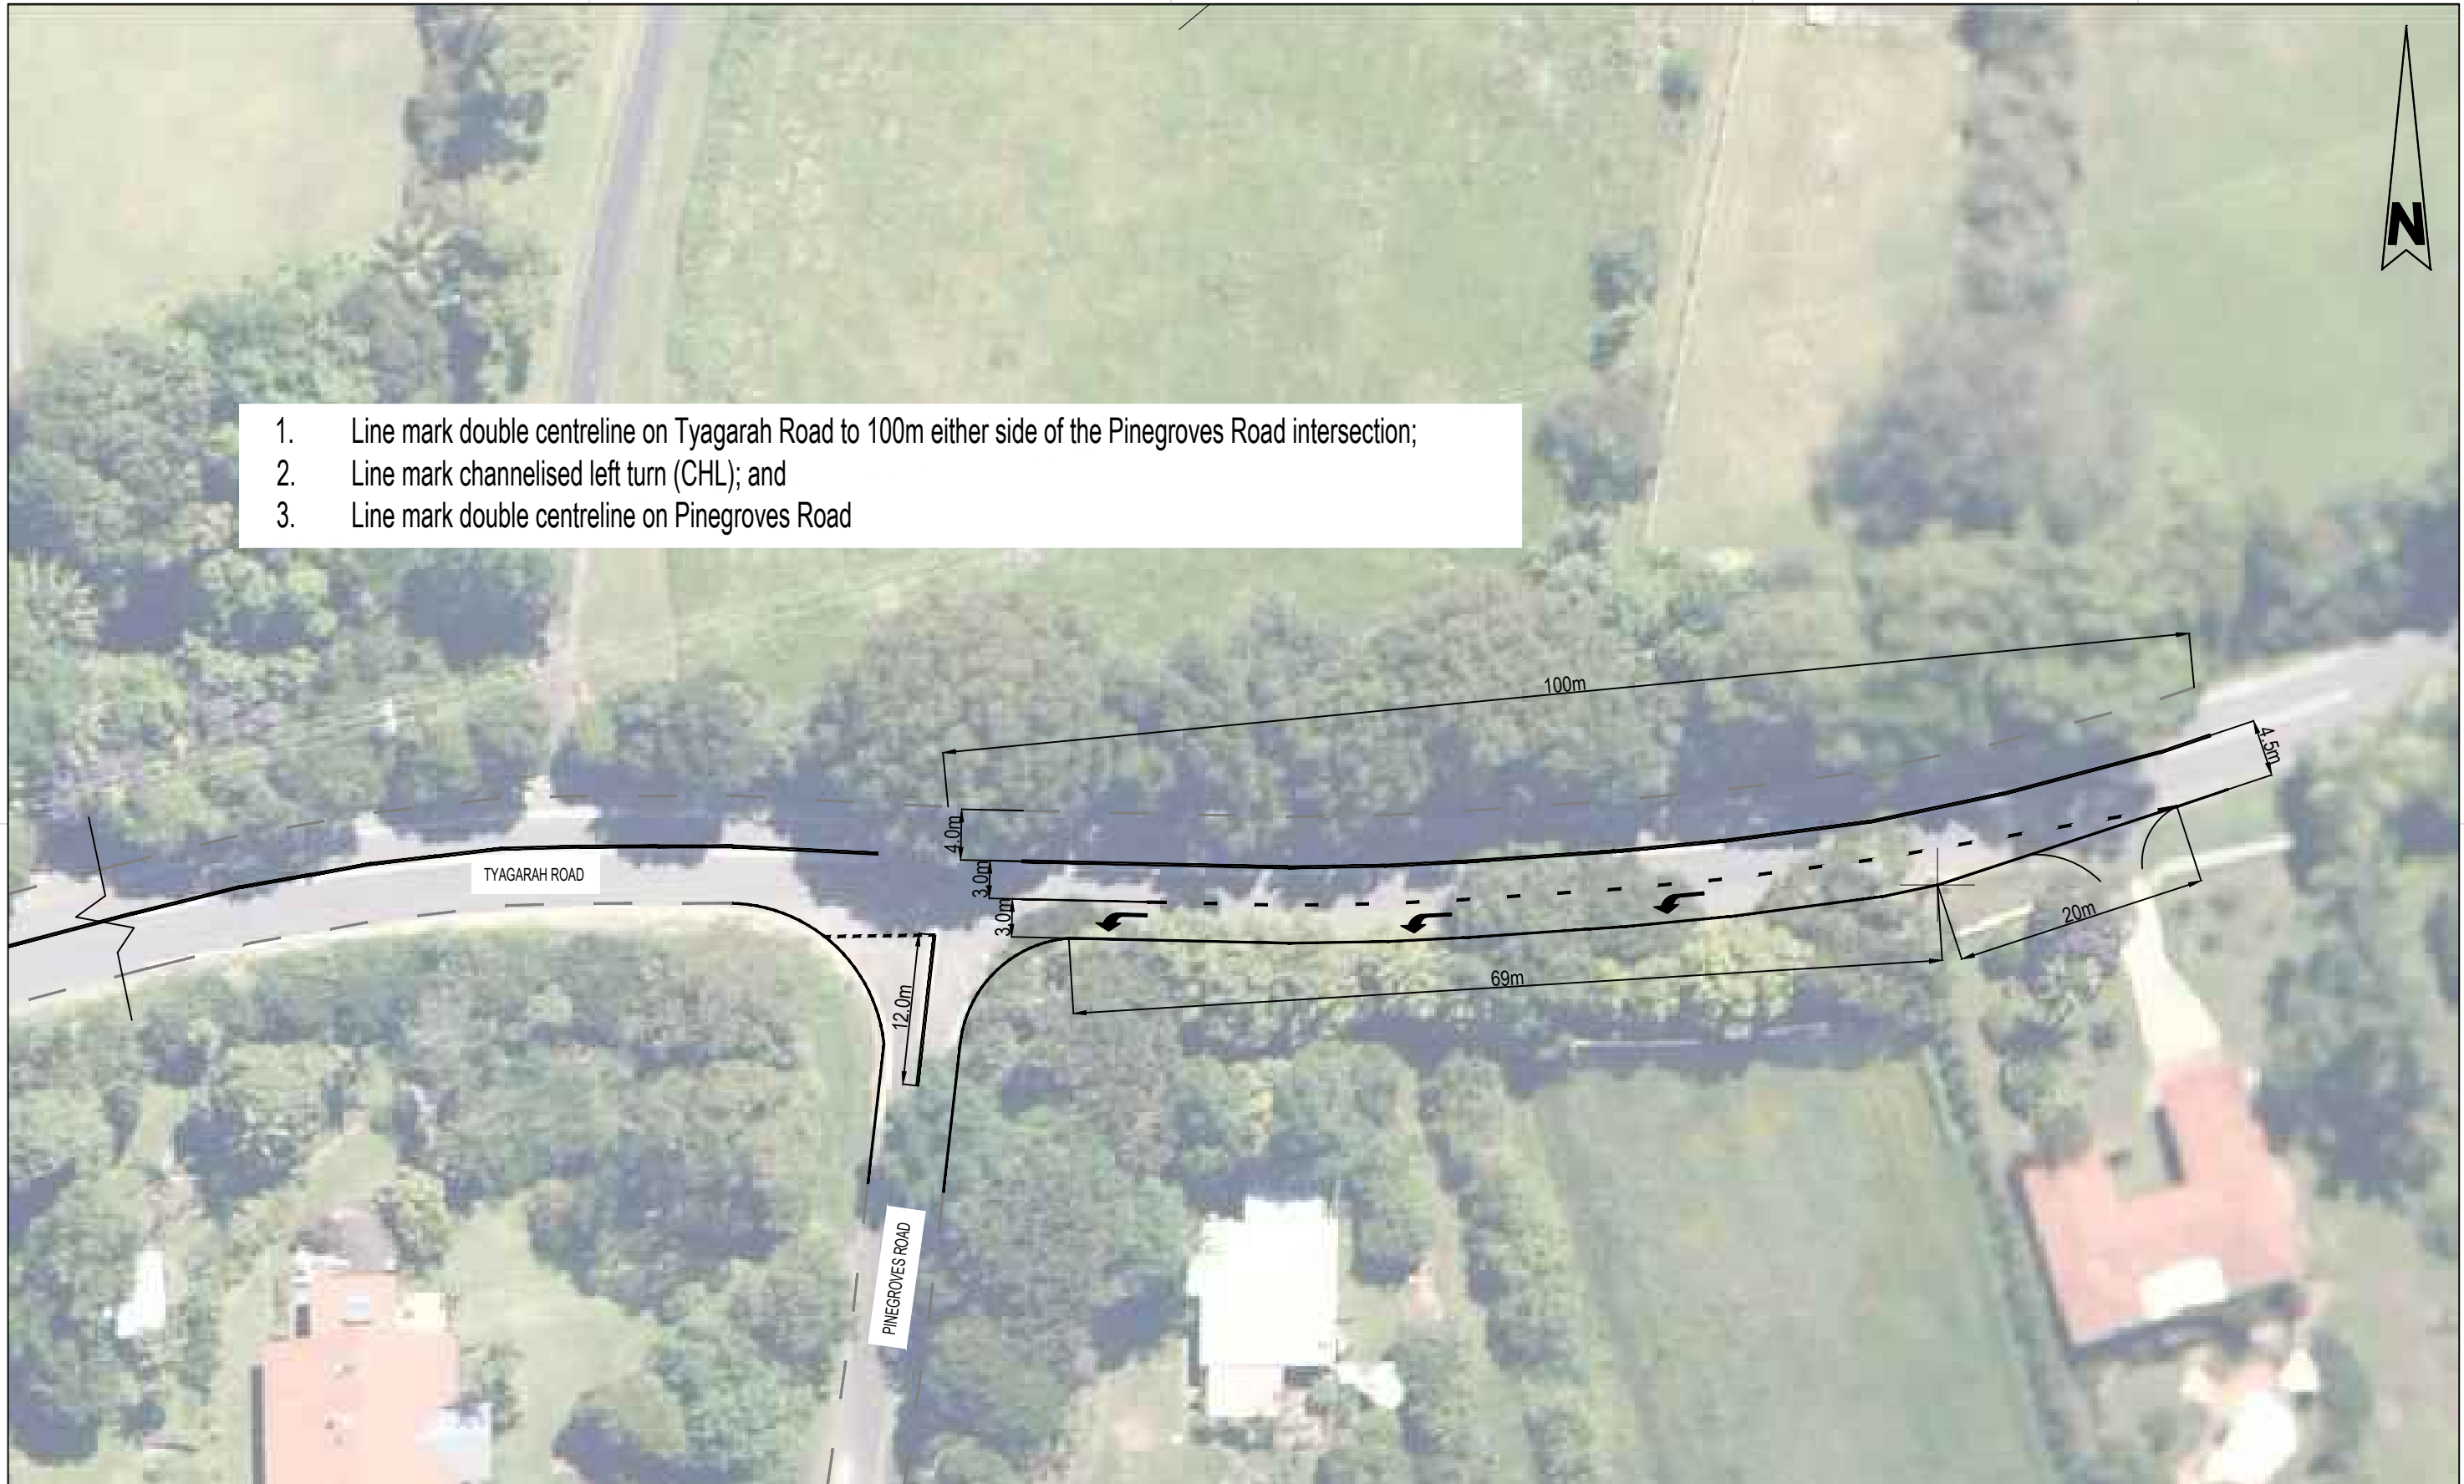 N
1. Line mark double centreline on Tyagarah Road to 100m either side of the Pinegroves Road intersection;
2. Line mark channelised left turn (CHL); and
3. Line mark double centreline on Pinegroves Road
100m
4.5m
4.0m
3.0m
TYAGARAH ROAD
3.0m
20m
69m
12.0m
PINEGROVES ROAD